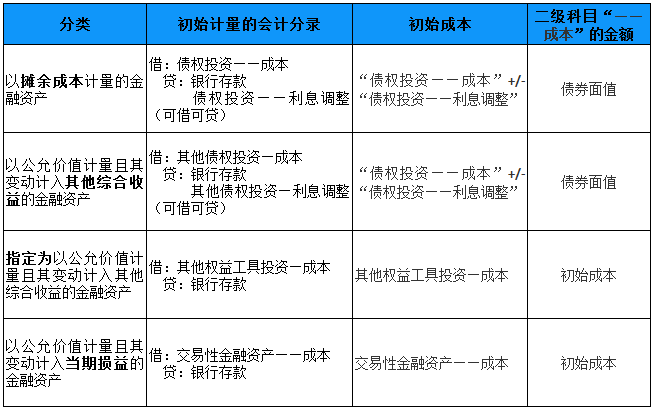 分类
初始计量的会计分录
初始成本
二级科目“——
成本”的金额
以摊余成本计量的金
融资产
借：债权投资——成本
贷：银行存款
债权投资——利息调整
（可借可贷）
“债权投资——成本”+/-
“债权投资——利息调整”
债券面值
以公允价值计量且其
变动计入其他综合收
益的金融资产
借：其他债权投资—成本
贷：银行存款
其他债权投资—利息调整
（可借可贷）
“债权投资——成本”+/-
“债权投资——利息调整”
债券面值
指定为以公允价值计
量且其变动计入其他
综合收益的金融资产
借：其他权益工具投资—成本
贷：银行存款
其他权益工具投资—成本
初始成本
以公允价值计量且其
变动计入当期损益的
金融资产
借：交易性金融资产——成本
贷：银行存款
交易性金融资产——成本
初始成本